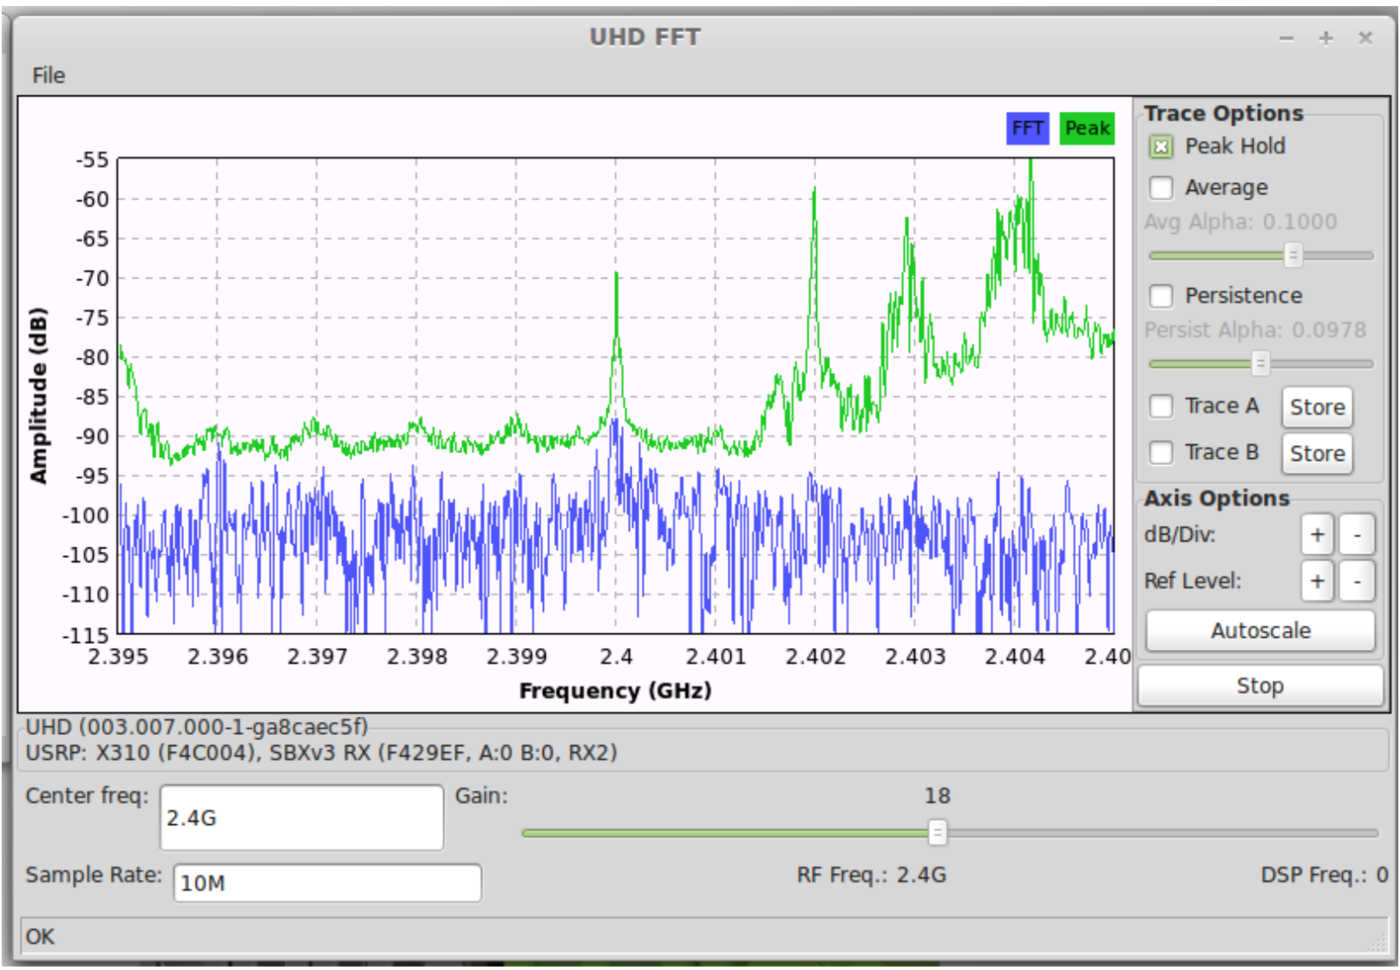 UHD FFT
File
FFT Peak
-55
-60
-65
-70
-75
-80
-85
-90
-95
-100
-105
-110
-115
Amplitude (dB)
2.395 2.396 2.397 2.398 2.399 2.4 2.401 2.402 2.403 2.404 2.40
Frequency (GHz)
Trace Options
Peak Hold
Average
Avg Alpha: 0.1000
Persistence
Persist Alpha: 0.0978
Trace A Store
Trace B Store
Axis Options
dB/Div: + -
Ref Level: + -
Autoscale
Stop
UHD (003.007.000-1-ga8caec5f)
USRP: X310 (F4C004), SBXv3 RX (F429EF, A:0 B:0, RX2)
Center freq: 2.4G Gain: 18
Sample Rate: 10M RF Freq.: 2.4G DSP Freq.: 0
OK